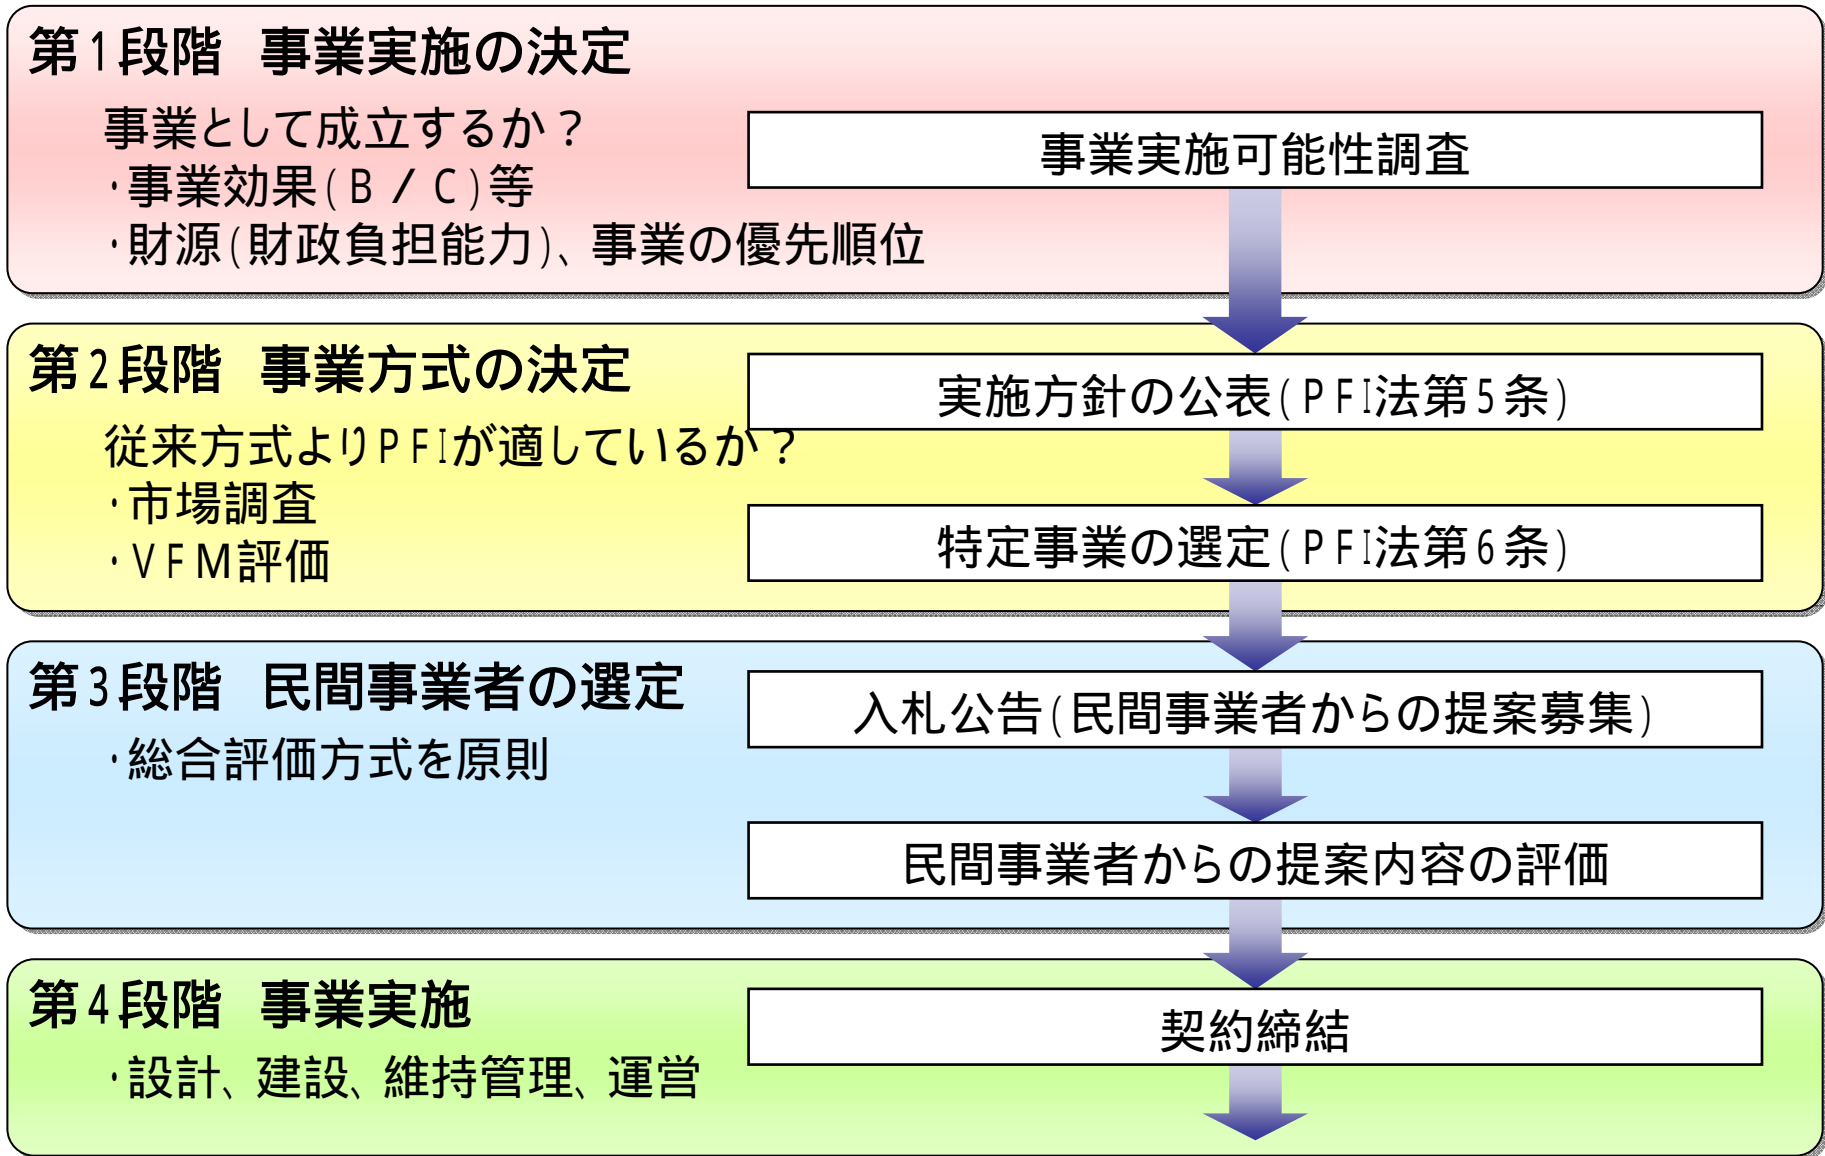 第1段階 事業実施の決定
事業として成立するか?
・事業効果(B/C)等
・財源(財政負担能力)、事業の優先順位
事業実施可能性調査
第2段階 事業方式の決定
従来方式よりPFIが適しているか?
・市場調査
・VFM評価
実施方針の公表(PFI法第5条)
特定事業の選定(PFI法第6条)
第3段階 民間事業者の選定
・総合評価方式を原則
入札公告(民間事業者からの提案募集)
民間事業者からの提案内容の評価
第4段階 事業実施
・設計、建設、維持管理、運営
契約締結